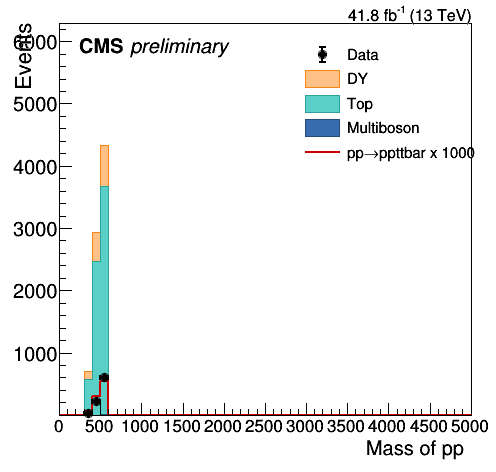 41.8 fb⁻¹ (13 TeV)
CMS preliminary
Data
DY
Top
Multiboson
pp→ppttbar x 1000
Events
6000
5000
4000
3000
2000
1000
0 500 1000 1500 2000 2500 3000 3500 4000 4500 5000
Mass of pp